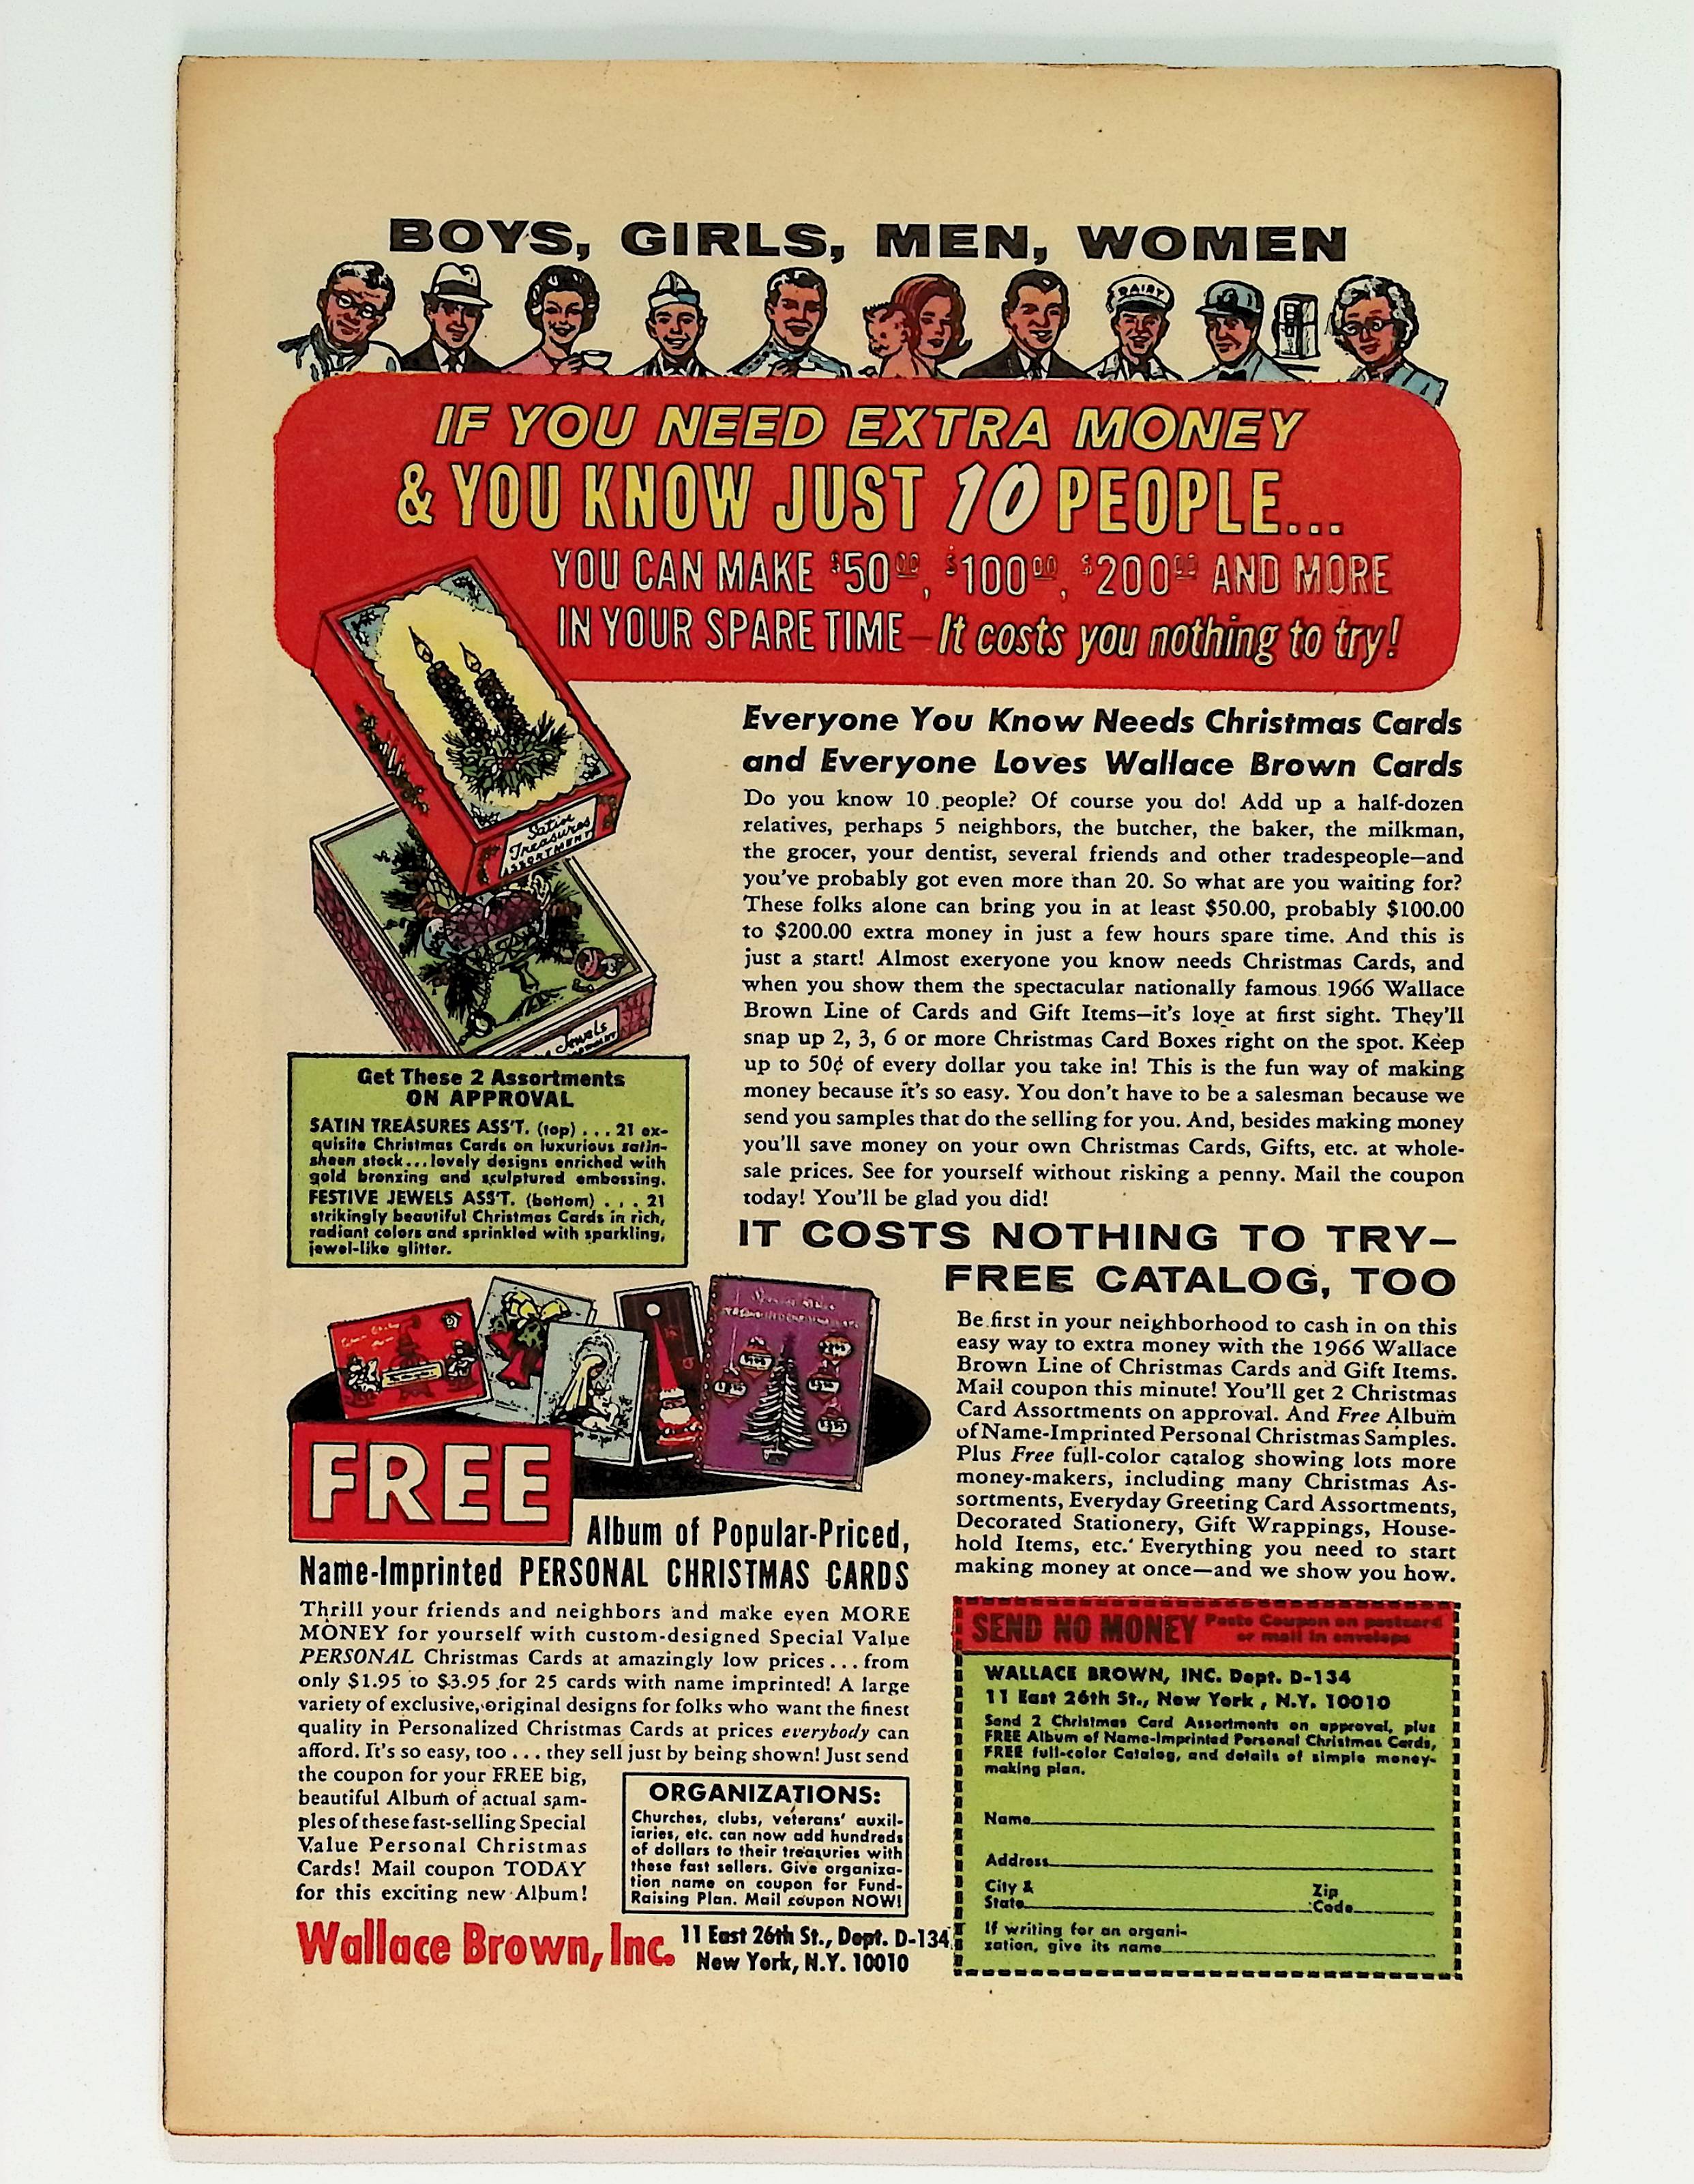 BOYS, GIRLS, MEN, WOMEN
DAIRY
IF YOU NEED EXTRA MONEY
& YOU KNOW JUST 10 PEOPLE...
YOU CAN MAKE $50.00, $100.00, $200.00 AND MORE
IN YOUR SPARE TIME—It costs you nothing to try!
Satin
Treasures
ASSORTMENT
Jewels
Everyone You Know Needs Christmas Cards
and Everyone Loves Wallace Brown Cards
Do you know 10 people? Of course you do! Add up a half-dozen
relatives, perhaps 5 neighbors, the butcher, the baker, the milkman,
the grocer, your dentist, several friends and other tradespeople—and
you've probably got even more than 20. So what are you waiting for?
These folks alone can bring you in at least $50.00, probably $100.00
to $200.00 extra money in just a few hours spare time. And this is
just a start! Almost exeryone you know needs Christmas Cards, and
when you show them the spectacular nationally famous 1966 Wallace
Brown Line of Cards and Gift Items—it's love at first sight. They'll
snap up 2, 3, 6 or more Christmas Card Boxes right on the spot. Keep
up to 50¢ of every dollar you take in! This is the fun way of making
money because it's so easy. You don't have to be a salesman because we
send you samples that do the selling for you. And, besides making money
you'll save money on your own Christmas Cards, Gifts, etc. at whole-
sale prices. See for yourself without risking a penny. Mail the coupon
today! You'll be glad you did!
Get These 2 Assortments
ON APPROVAL
SATIN TREASURES ASS'T. (top) . . . 21 ex-
quisite Christmas Cards on luxurious satin-
sheen stock...lovely designs enriched with
gold bronzing and sculptured embossing.
FESTIVE JEWELS ASS'T. (bottom) . . . 21
strikingly beautiful Christmas Cards in rich,
radiant colors and sprinkled with sparkling,
jewel-like glitter.
IT COSTS NOTHING TO TRY—
FREE CATALOG, TOO
Be first in your neighborhood to cash in on this
easy way to extra money with the 1966 Wallace
Brown Line of Christmas Cards and Gift Items.
Mail coupon this minute! You'll get 2 Christmas
Card Assortments on approval. And Free Album
of Name-Imprinted Personal Christmas Samples.
Plus Free full-color catalog showing lots more
money-makers, including many Christmas As-
sortments, Everyday Greeting Card Assortments,
Decorated Stationery, Gift Wrappings, House-
hold Items, etc. Everything you need to start
making money at once—and we show you how.
FREE
Album of Popular-Priced,
Name-Imprinted PERSONAL CHRISTMAS CARDS
Thrill your friends and neighbors and make even MORE
MONEY for yourself with custom-designed Special Value
PERSONAL Christmas Cards at amazingly low prices . . . from
only $1.95 to $3.95 for 25 cards with name imprinted! A large
variety of exclusive, original designs for folks who want the finest
quality in Personalized Christmas Cards at prices everybody can
afford. It's so easy, too . . . they sell just by being shown! Just send
the coupon for your FREE big,
beautiful Album of actual sam-
ples of these fast-selling Special
Value Personal Christmas
Cards! Mail coupon TODAY
for this exciting new Album!
ORGANIZATIONS:
Churches, clubs, veterans' auxil-
iaries, etc. can now add hundreds
of dollars to their treasuries with
these fast sellers. Give organiza-
tion name on coupon for Fund-
Raising Plan. Mail coupon NOW!
Wallace Brown, Inc. 11 East 26th St., Dept. D-134
New York, N.Y. 10010
SEND NO MONEY Paste Coupon on postcard
or mail in envelope
WALLACE BROWN, INC. Dept. D-134
11 East 26th St., New York , N.Y. 10010
Send 2 Christmas Card Assortments on approval, plus
FREE Album of Name-Imprinted Personal Christmas Cards,
FREE full-color Catalog, and details of simple money-
making plan.
Name
Address
City &
State
Zip
Code
If writing for an organi-
zation, give its name